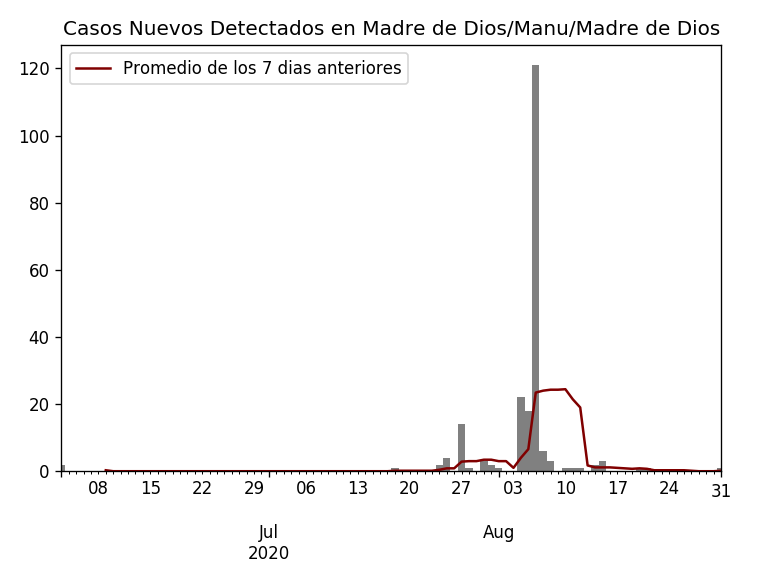 Casos Nuevos Detectados en Madre de Dios/Manu/Madre de Dios
Promedio de los 7 dias anteriores
120
100
80
60
40
20
0
08 15 22 29 06 13 20 27 03 10 17 24 31
Jul Aug
2020